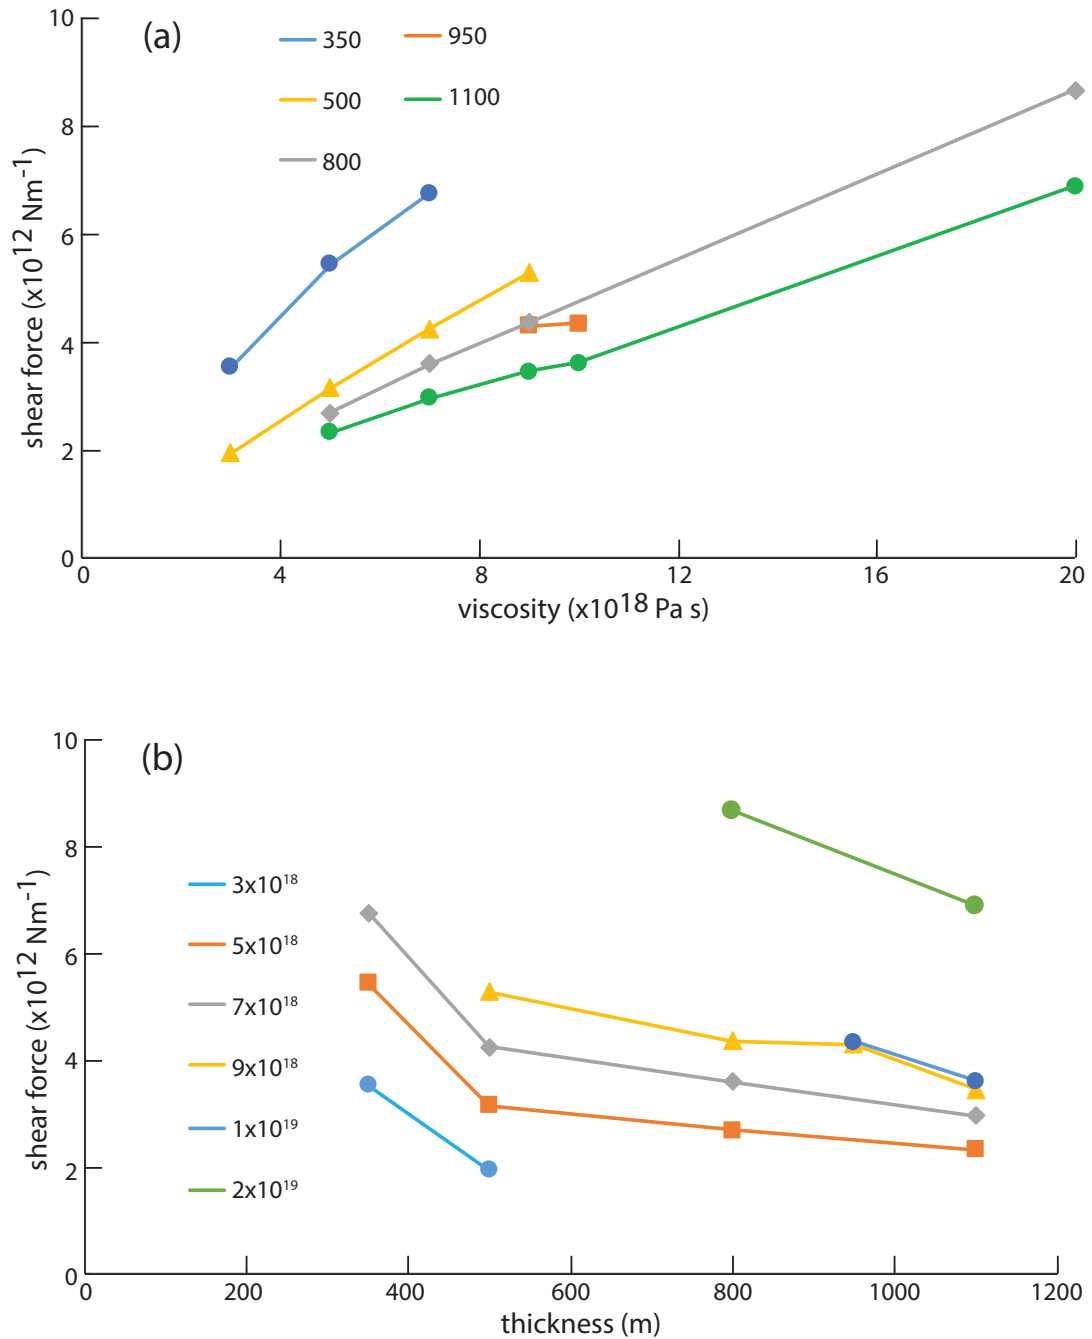 (a)
350
950
500
1100
800
10
8
6
4
2
0
shear force (x10¹² Nm⁻¹)
0
4
8
12
16
20
viscosity (x10¹⁸ Pa s)
(b)
3x10¹⁸
5x10¹⁸
7x10¹⁸
9x10¹⁸
1x10¹⁹
2x10¹⁹
10
8
6
4
2
0
shear force (x10¹² Nm⁻¹)
0
200
400
600
800
1000
1200
thickness (m)